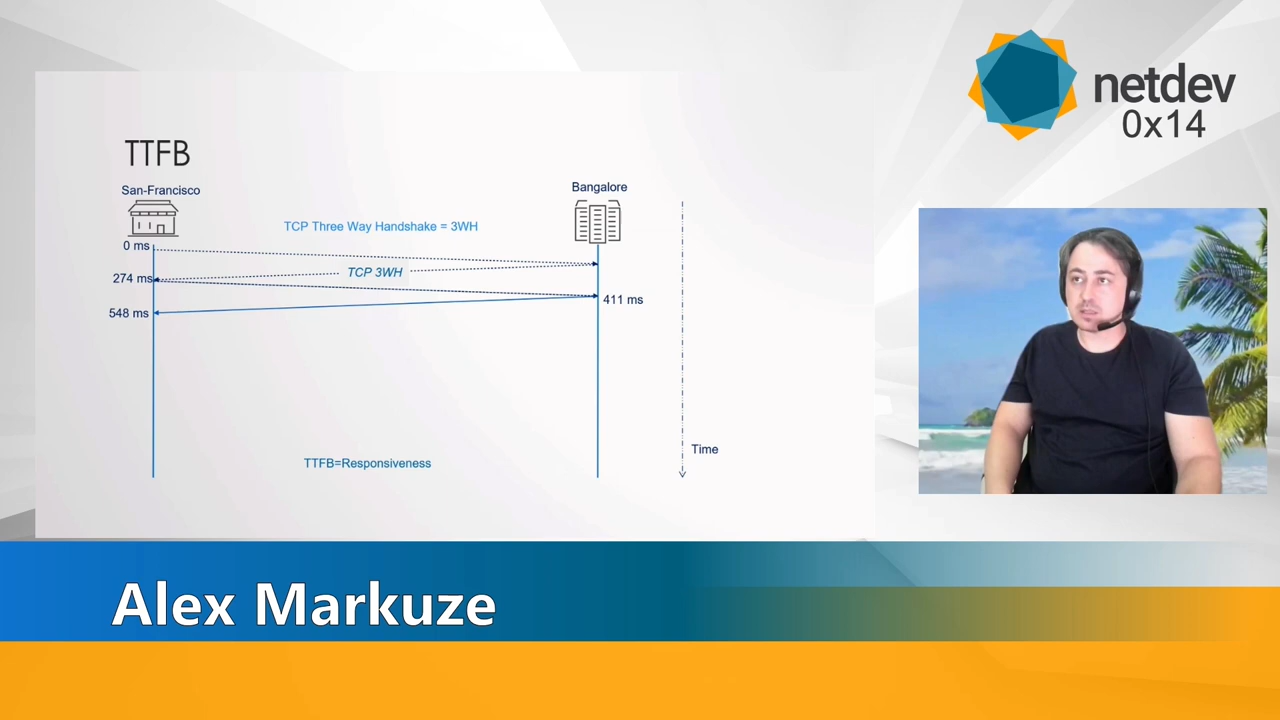 netdev
0x14
TTFB
San-Francisco
Bangalore
TCP Three Way Handshake = 3WH
0 ms
TCP 3WH
274 ms
411 ms
548 ms
Time
TTFB=Responsiveness
Alex Markuze